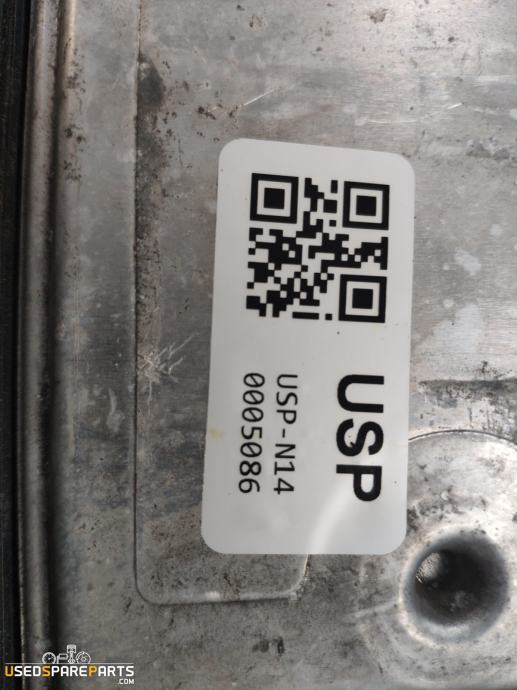 USP
USP-N14
0005086
USEDSPAREPARTS
.COM